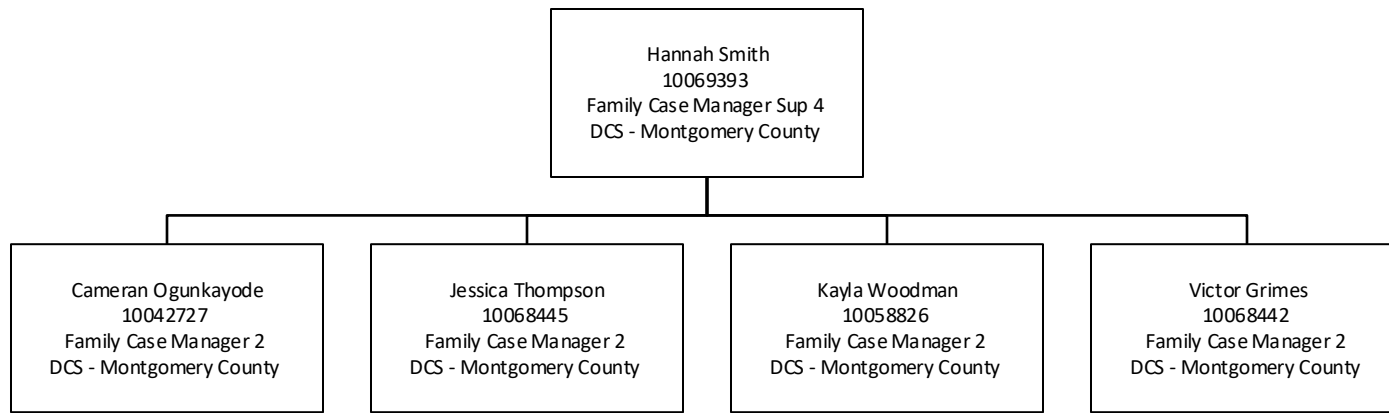 Hannah Smith
10069393
Family Case Manager Sup 4
DCS - Montgomery County
Cameran Ogunkayode
10042727
Family Case Manager 2
DCS - Montgomery County
Jessica Thompson
10068445
Family Case Manager 2
DCS - Montgomery County
Kayla Woodman
10058826
Family Case Manager 2
DCS - Montgomery County
Victor Grimes
10068442
Family Case Manager 2
DCS - Montgomery County